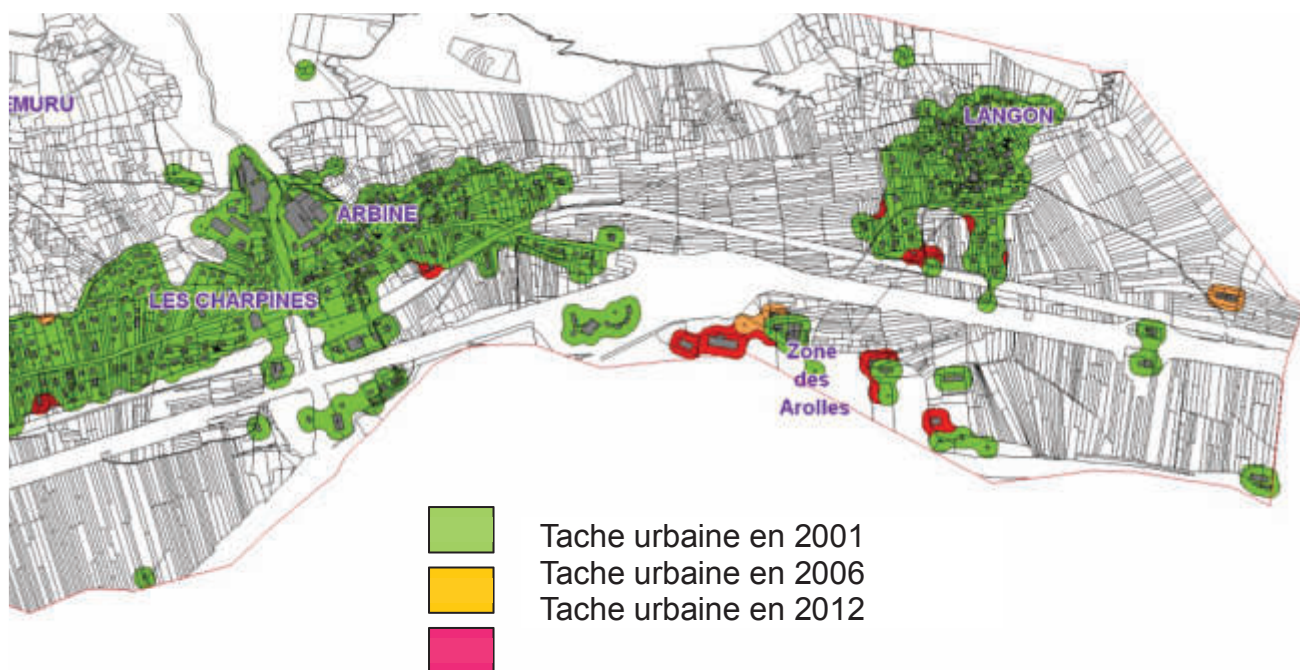 EMURU
LANGON
ARBINE
LES CHARPINES
Zone
des
Arolles
Tache urbaine en 2001
Tache urbaine en 2006
Tache urbaine en 2012